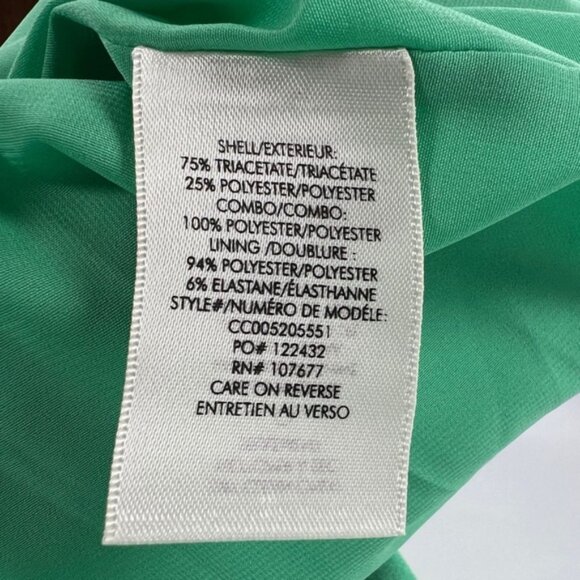 SHELL/EXTERIEUR:
75% TRIACETATE/TRIACÉTATE
25% POLYESTER/POLYESTER
COMBO/COMBO:
100% POLYESTER/POLYESTER
LINING /DOUBLURE :
94% POLYESTER/POLYESTER
6% ELASTANE/ÉLASTHANNE
STYLE#/NUMÉRO DE MODÉLE:
CC005205551
PO# 122432
RN# 107677
CARE ON REVERSE
ENTRETIEN AU VERSO